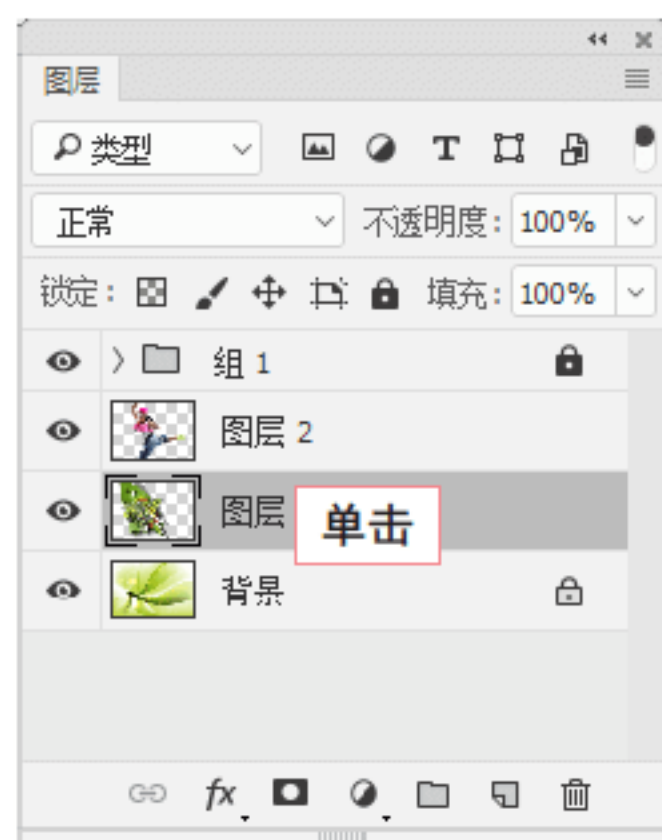 图层
类型
正常 不透明度: 100%
锁定: 填充: 100%
组 1
图层 2
图层
单击
背景
fx